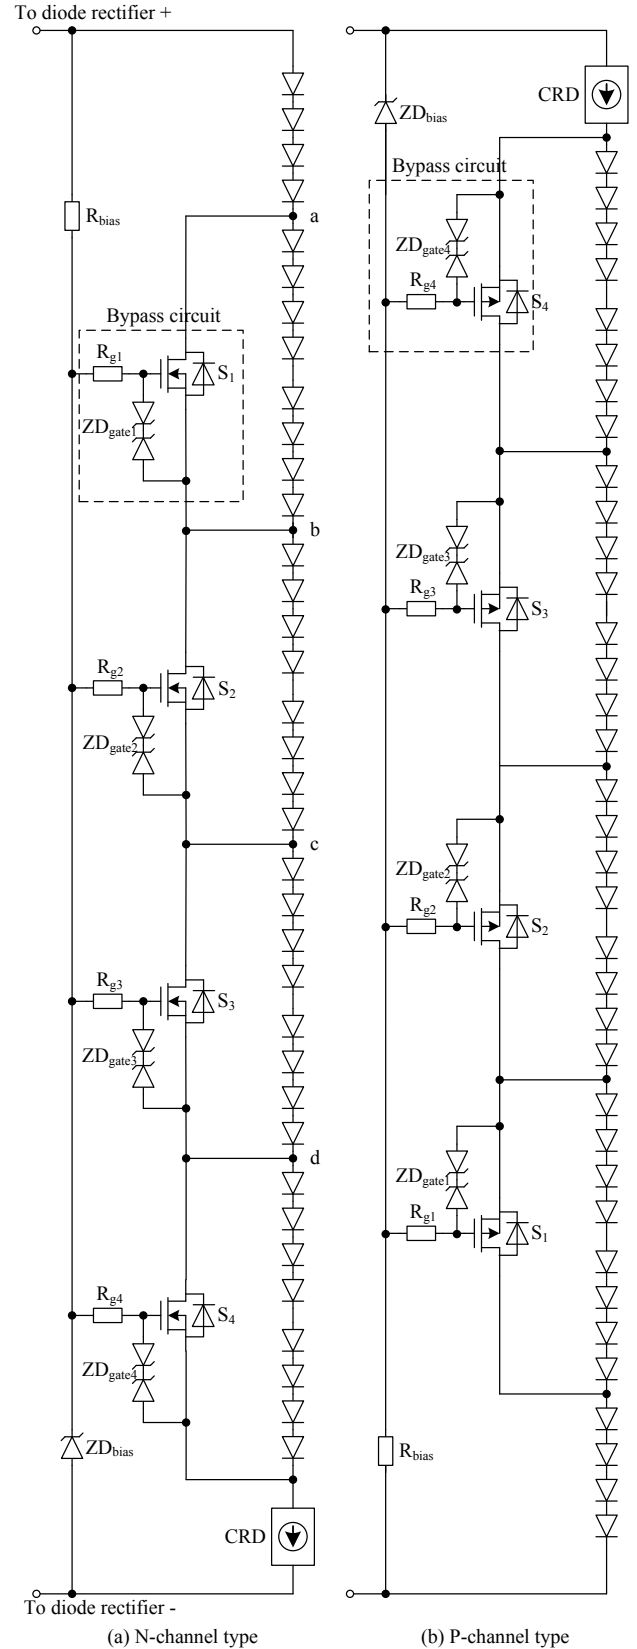 To diode rectifier +
R_bias
Bypass circuit
R_g1
S_1
ZD_gate1
a
b
R_g2
S_2
ZD_gate2
c
R_g3
S_3
ZD_gate3
d
R_g4
S_4
ZD_gate4
ZD_bias
CRD
To diode rectifier -
(a) N-channel type
CRD
ZD_bias
Bypass circuit
ZD_gate4
R_g4
S_4
ZD_gate3
R_g3
S_3
ZD_gate2
R_g2
S_2
ZD_gate1
R_g1
S_1
R_bias
(b) P-channel type